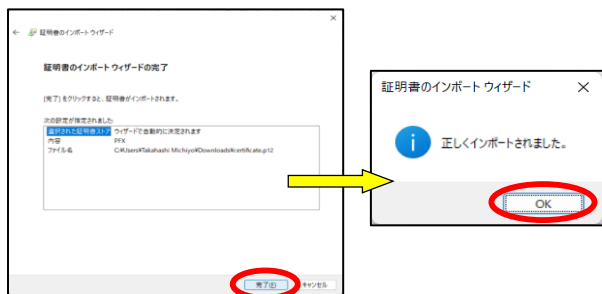 証明書のインポート ウィザード
証明書のインポート ウィザードの完了
[完了] をクリックすると、証明書がインポートされます。
次の設定が指定されました:
選択された証明書ストア ウィザードで自動的に決定されます
内容 PFX
ファイル名 C:¥Users¥Takahashi Michiyo¥Downloads¥certificate.p12
完了(F) キャンセル
証明書のインポート ウィザード
正しくインポートされました。
OK